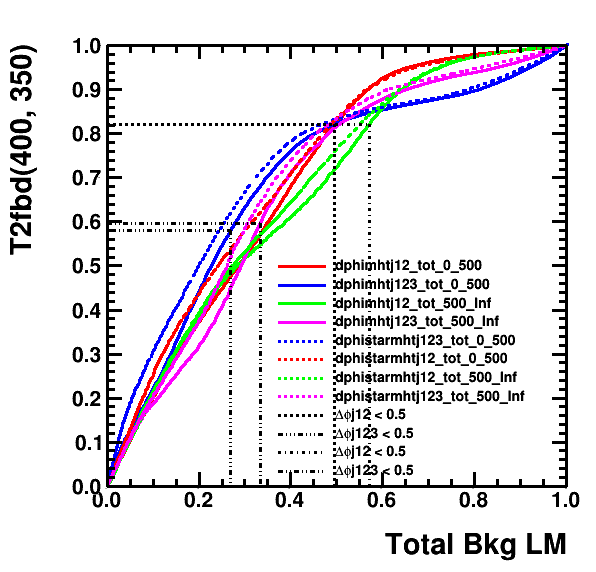 T2fbd(400, 350)
1.0
0.9
0.8
0.7
0.6
0.5
0.4
0.3
0.2
0.1
0.0
dphimhtj12_tot_0_500
dphimhtj123_tot_0_500
dphimhtj12_tot_500_Inf
dphimhtj123_tot_500_Inf
dphistarmhtj123_tot_0_500
dphistarmhtj12_tot_0_500
dphistarmhtj12_tot_500_Inf
dphistarmhtj123_tot_500_Inf
Δϕj12 < 0.5
Δϕj123 < 0.5
Δϕj12 < 0.5
Δϕj123 < 0.5
0.0 0.2 0.4 0.6 0.8 1.0
Total Bkg LM